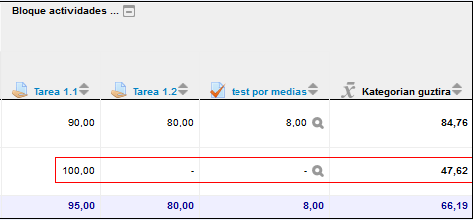 Bloque actividades ...
Tarea 1.1 Tarea 1.2 test por medias x̄ Kategorian guztira
90,00 80,00 8,00 84,76
100,00 - - 47,62
95,00 80,00 8,00 66,19